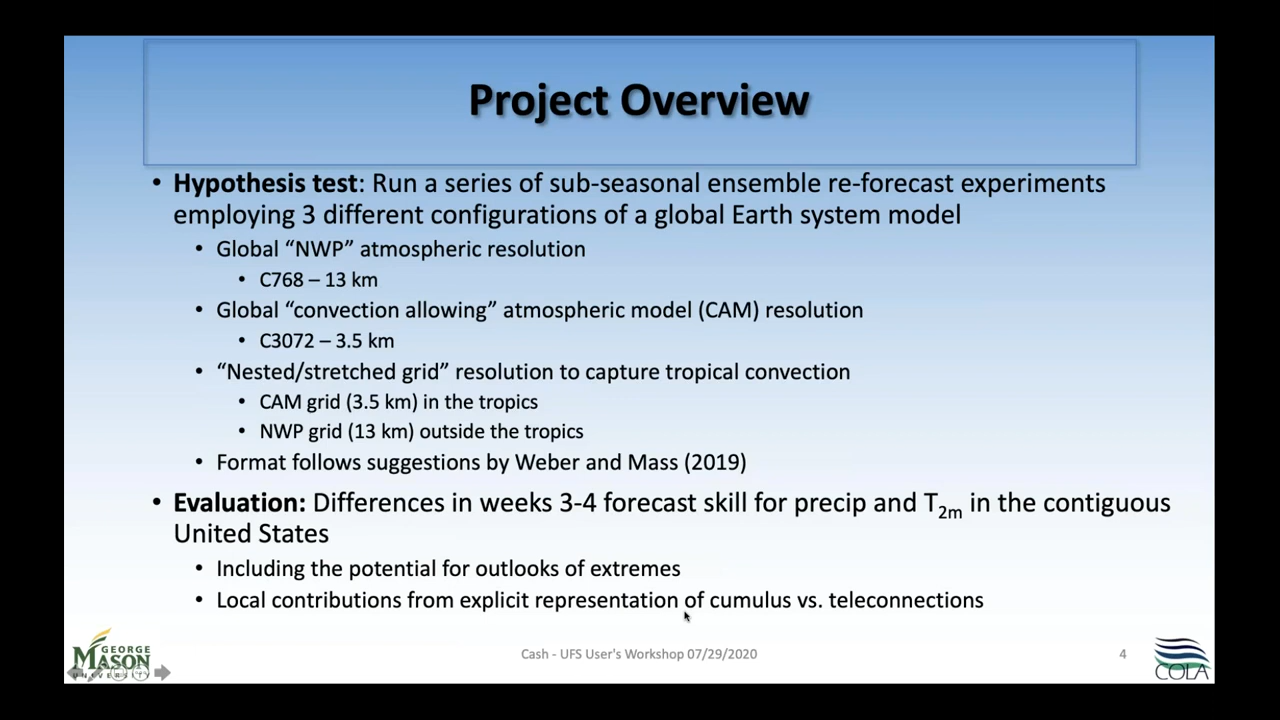 Project Overview
• Hypothesis test: Run a series of sub-seasonal ensemble re-forecast experiments
employing 3 different configurations of a global Earth system model
• Global “NWP” atmospheric resolution
• C768 – 13 km
• Global “convection allowing” atmospheric model (CAM) resolution
• C3072 – 3.5 km
• “Nested/stretched grid” resolution to capture tropical convection
• CAM grid (3.5 km) in the tropics
• NWP grid (13 km) outside the tropics
• Format follows suggestions by Weber and Mass (2019)
• Evaluation: Differences in weeks 3-4 forecast skill for precip and T2m in the contiguous
United States
• Including the potential for outlooks of extremes
• Local contributions from explicit representation of cumulus vs. teleconnections
GEORGE
MASON
UNIVERSITY
Cash - UFS User's Workshop 07/29/2020
4
COLA